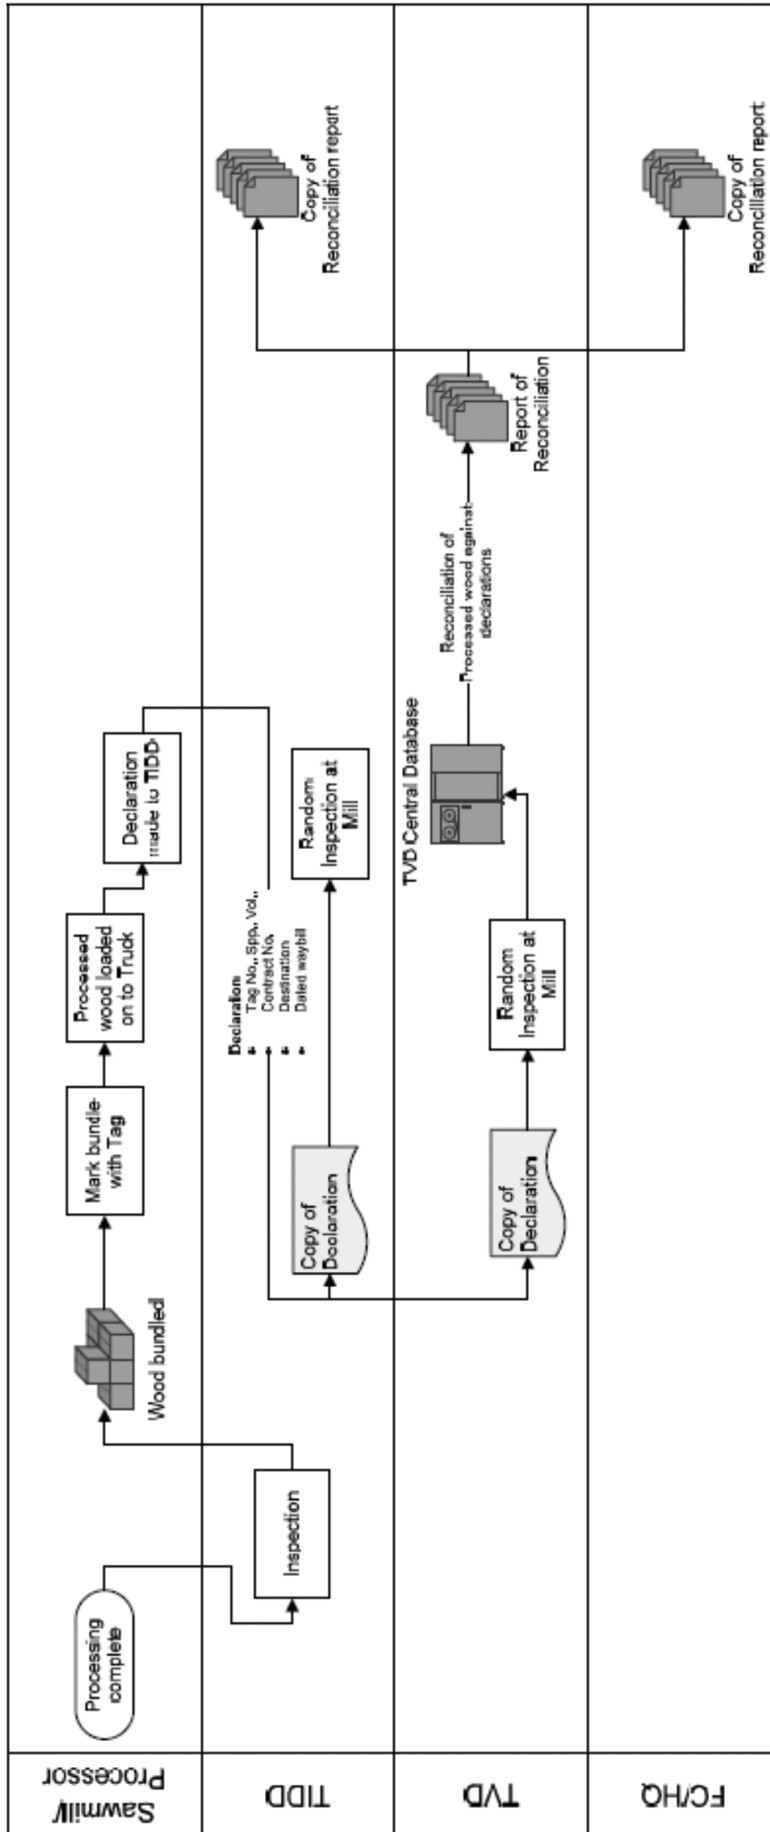 Sawmill/
Processor
Processing
complete
Wood bundled
Mark bundle
with Tag
Processed
wood loaded
on to Truck
Declaration
made to TIDD
TIDD
Inspection
Copy of
Declaration
Declaration
• Tag No., Spp., Vol.,
• Contract No,
• Destination
• Dated waybill
Random
Inspection at
Mill
Copy of
Reconciliation report
TVD
Copy of
Declaration
Random
Inspection at
Mill
TVD Central Database
Reconciliation of
Processed wood against
declarations
Report of
Reconciliation
FC/HQ
Copy of
Reconciliation report